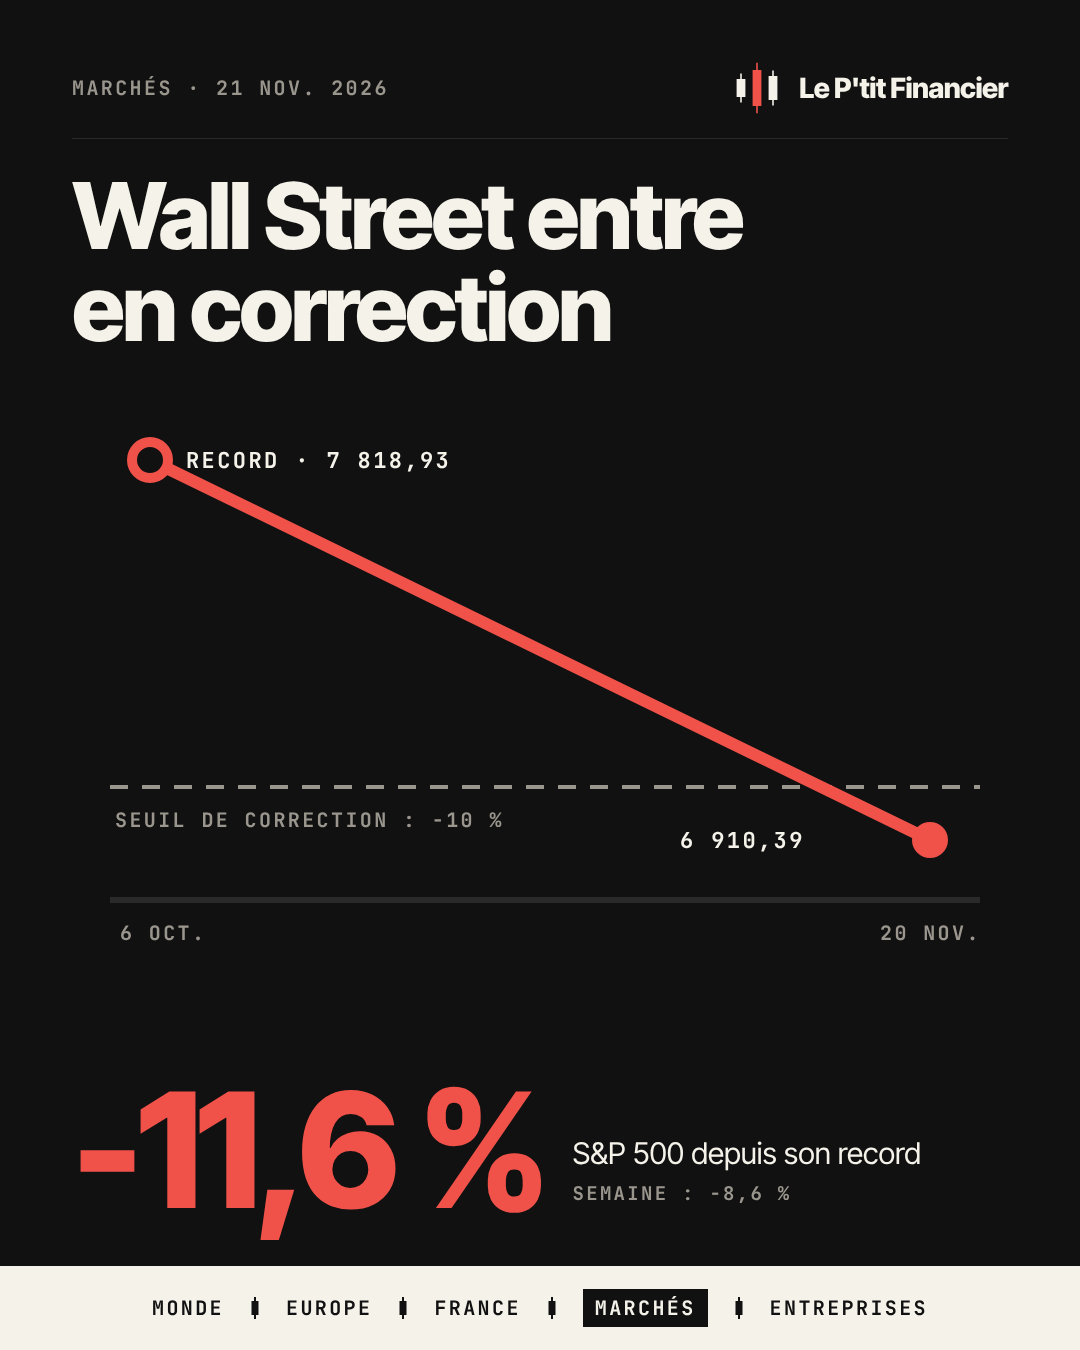 MARCHÉS · 21 NOV. 2026
Le P'tit Financier
Wall Street entre
en correction
RECORD · 7 818,93
SEUIL DE CORRECTION : -10 %
6 910,39
6 OCT.
20 NOV.
-11,6 %
S&P 500 depuis son record
SEMAINE : -8,6 %
MONDE
EUROPE
FRANCE
MARCHÉS
ENTREPRISES